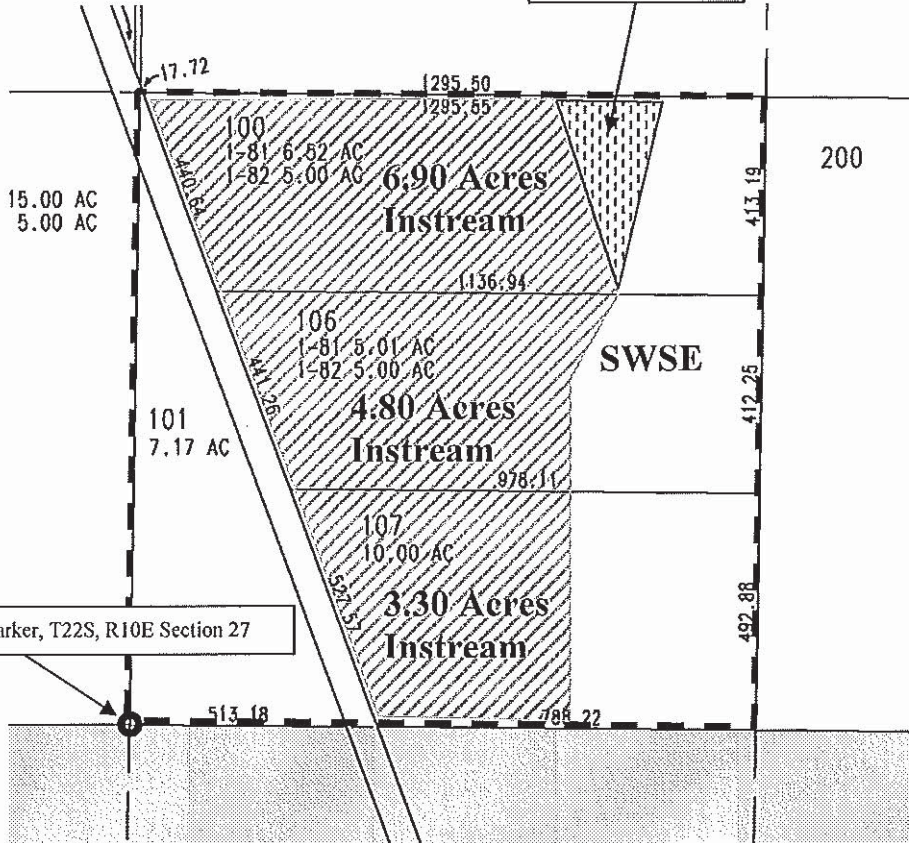 17.72
1295.50
1295.55
100
1-81 6.52 AC
1-82 5.00 AC
6.90 Acres
Instream
440.64
413.19
200
15.00 AC
5.00 AC
1136.94
106
1-81 5.01 AC
1-82 5.00 AC
4.80 Acres
Instream
SWSE
441.26
412.25
101
7.17 AC
978.11
107
10.00 AC
3.30 Acres
Instream
527.57
492.88
arker, T22S, R10E Section 27
513.18
788.22